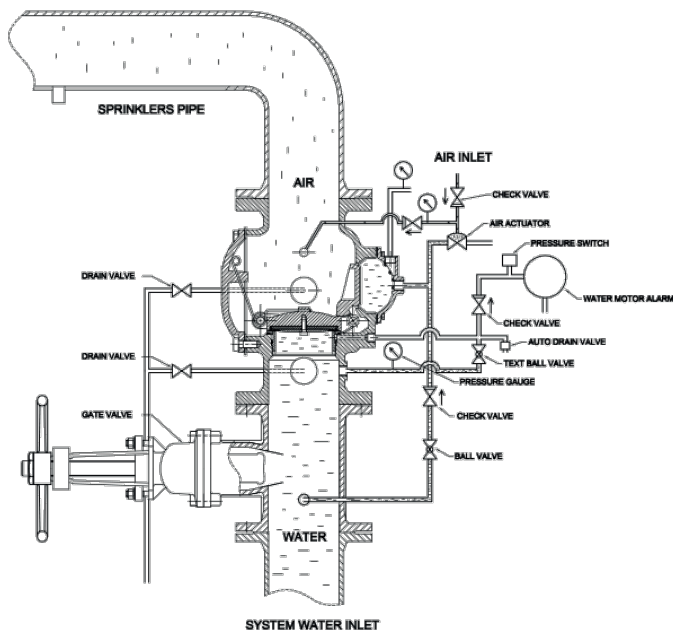 SPRINKLERS PIPE
AIR
AIR INLET
CHECK VALVE
AIR ACTUATOR
PRESSURE SWITCH
DRAIN VALVE
WATER MOTOR ALARM
CHECK VALVE
AUTO DRAIN VALVE
DRAIN VALVE
TEXT BALL VALVE
PRESSURE GAUGE
GATE VALVE
CHECK VALVE
BALL VALVE
WATER
SYSTEM WATER INLET